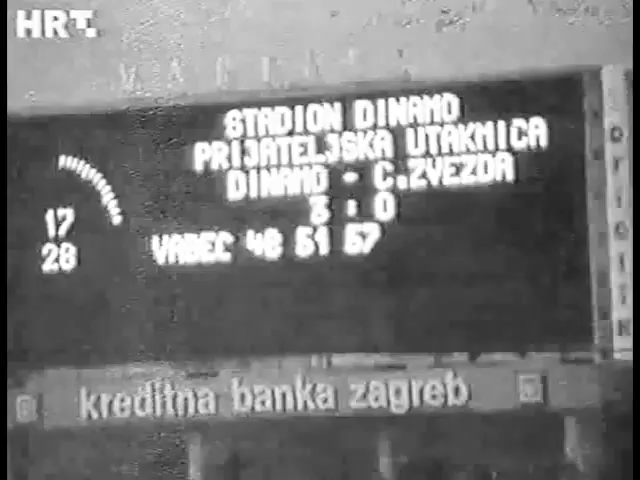 HRT.
STADION DINAMO
PRIJATELJSKA UTAKMICA
DINAMO - C.ZVEZDA
3 : 0
17
28
VABEC 48 51 57
kreditna banka zagreb